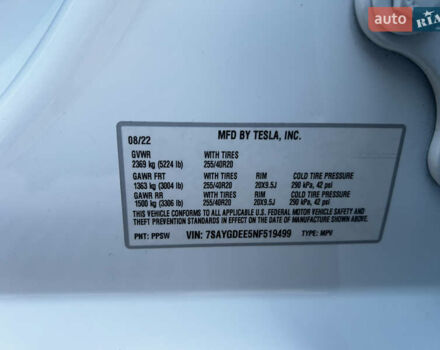 auto RIA
08/22 MFD BY TESLA, INC.
GVWR WITH TIRES
2369 kg (5224 lb) 255/40R20
GAWR FRT WITH TIRES RIM COLD TIRE PRESSURE
1363 kg (3004 lb) 255/40R20 20X9.5J 290 kPa, 42 psi
GAWR RR WITH TIRES RIM COLD TIRE PRESSURE
1500 kg (3306 lb) 255/40R20 20X9.5J 290 kPa, 42 psi
THIS VEHICLE CONFORMS TO ALL APPLICABLE U.S. FEDERAL MOTOR VEHICLE SAFETY AND
THEFT PREVENTION STANDARDS IN EFFECT ON THE DATE OF MANUFACTURE SHOWN ABOVE.
PNT: PPSW VIN: 7SAYGDEE5NF519499 TYPE: MPV